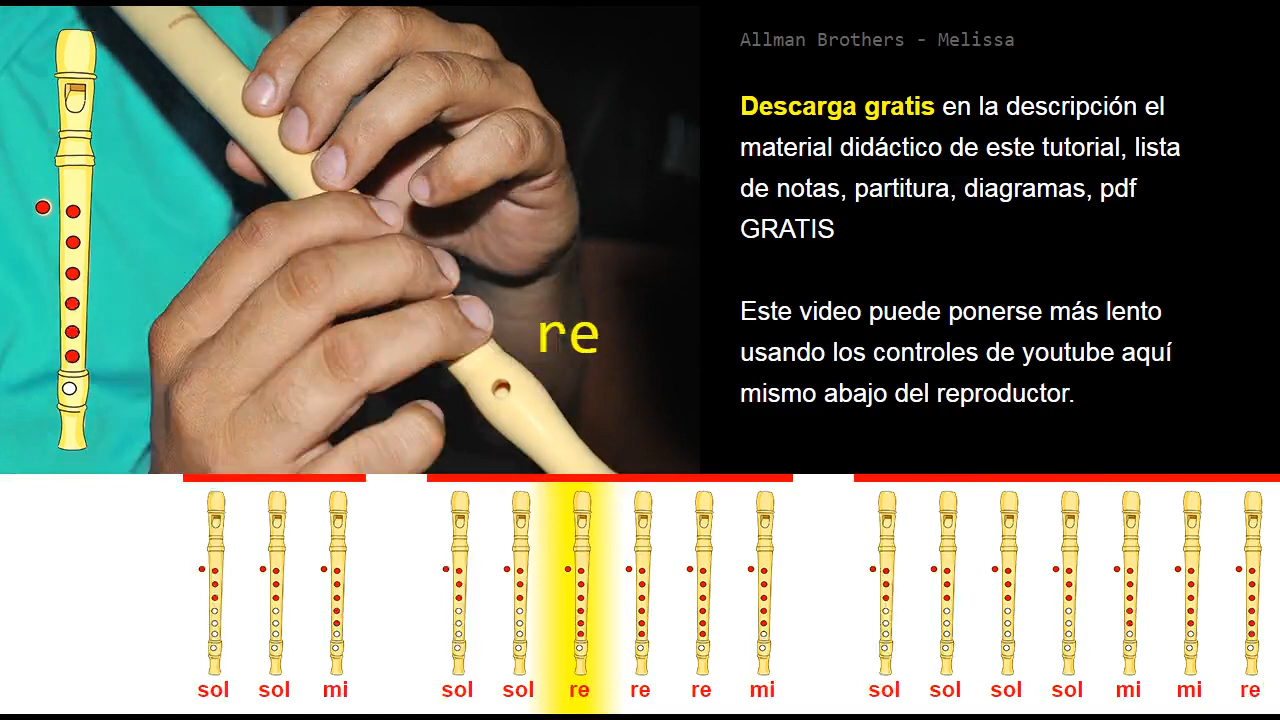 Allman Brothers - Melissa
Descarga gratis en la descripción el
material didáctico de este tutorial, lista
de notas, partitura, diagramas, pdf
GRATIS
Este video puede ponerse más lento
usando los controles de youtube aquí
mismo abajo del reproductor.
re
sol sol mi sol sol re re re mi sol sol sol sol mi mi re